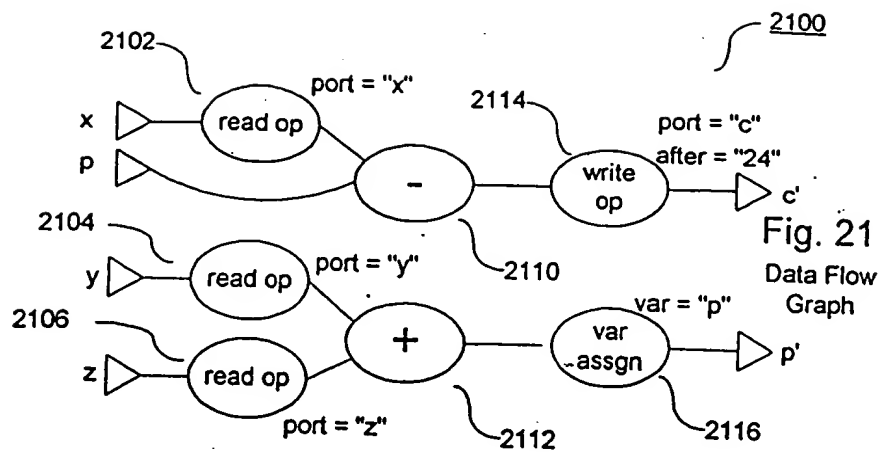 2100
2102
port = "x"
2114
x
read op
port = "c"
after = "24"
p
-
write
op
c'
Fig. 21
Data Flow
Graph
2104
port = "y"
2110
y
read op
var = "p"
2106
+
var
assgn
p'
z
read op
port = "z"
2112
2116